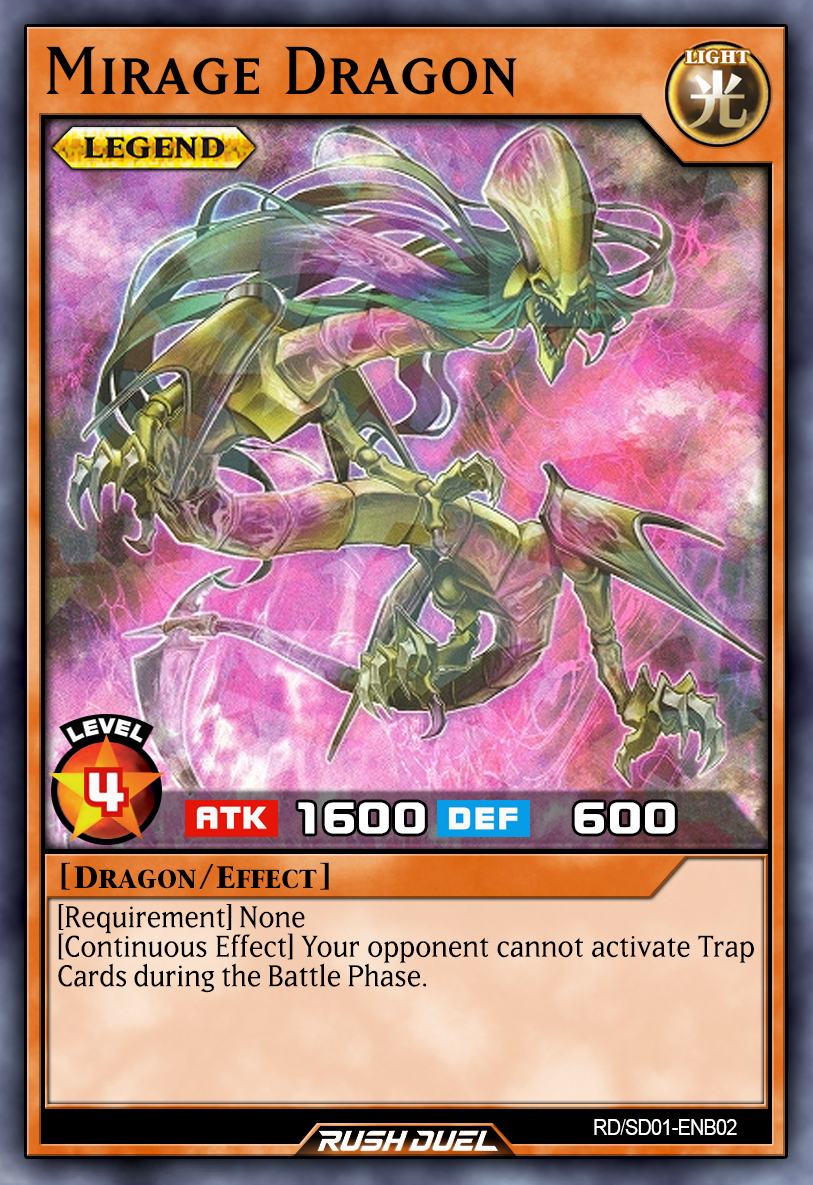 Mirage Dragon
LIGHT
光
LEGEND
LEVEL
4
ATK 1600 DEF 600
[Dragon/Effect]
[Requirement] None
[Continuous Effect] Your opponent cannot activate Trap
Cards during the Battle Phase.
RD/SD01-ENB02
RUSH DUEL